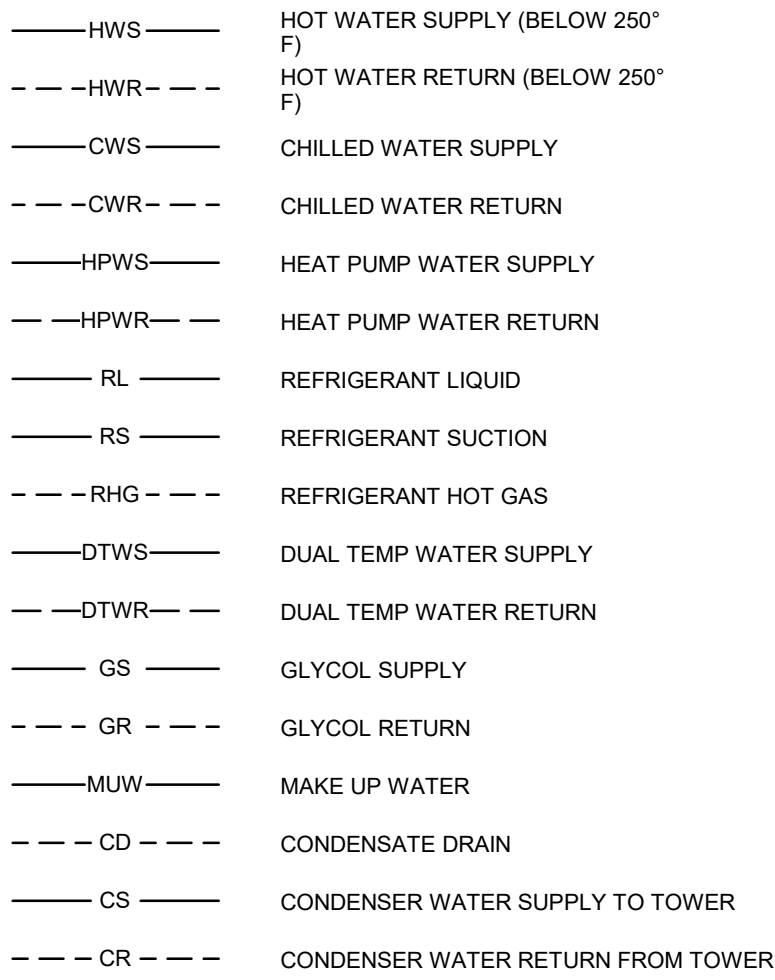 HWS HOT WATER SUPPLY (BELOW 250°
F)
HWR HOT WATER RETURN (BELOW 250°
F)
CWS CHILLED WATER SUPPLY
CWR CHILLED WATER RETURN
HPWS HEAT PUMP WATER SUPPLY
HPWR HEAT PUMP WATER RETURN
RL REFRIGERANT LIQUID
RS REFRIGERANT SUCTION
RHG REFRIGERANT HOT GAS
DTWS DUAL TEMP WATER SUPPLY
DTWR DUAL TEMP WATER RETURN
GS GLYCOL SUPPLY
GR GLYCOL RETURN
MUW MAKE UP WATER
CD CONDENSATE DRAIN
CS CONDENSER WATER SUPPLY TO TOWER
CR CONDENSER WATER RETURN FROM TOWER